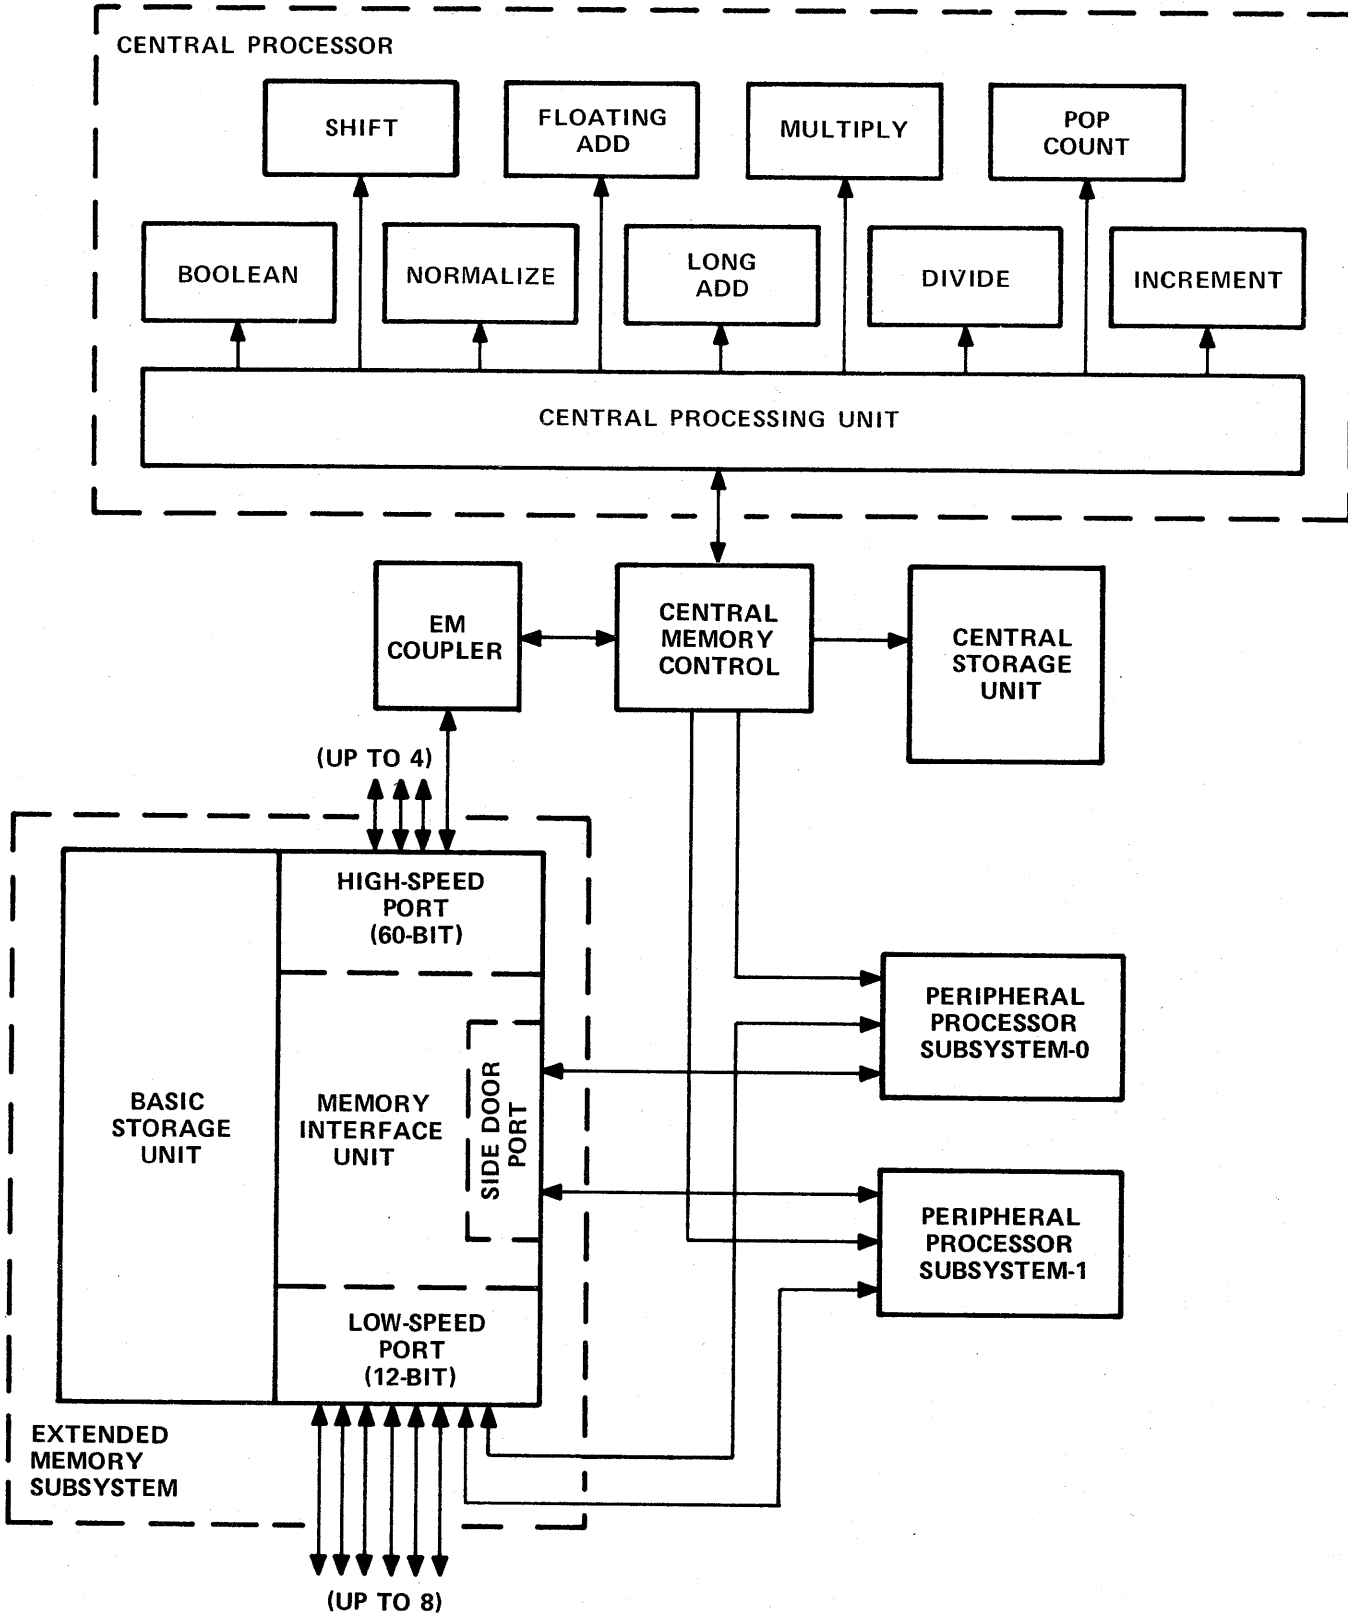 CENTRAL PROCESSOR
SHIFT
FLOATING
ADD
MULTIPLY
POP
COUNT
BOOLEAN
NORMALIZE
LONG
ADD
DIVIDE
INCREMENT
CENTRAL PROCESSING UNIT
EM
COUPLER
CENTRAL
MEMORY
CONTROL
CENTRAL
STORAGE
UNIT
(UP TO 4)
HIGH-SPEED
PORT
(60-BIT)
BASIC
STORAGE
UNIT
MEMORY
INTERFACE
UNIT
SIDE DOOR
PORT
PERIPHERAL
PROCESSOR
SUBSYSTEM-0
PERIPHERAL
PROCESSOR
SUBSYSTEM-1
LOW-SPEED
PORT
(12-BIT)
EXTENDED
MEMORY
SUBSYSTEM
(UP TO 8)